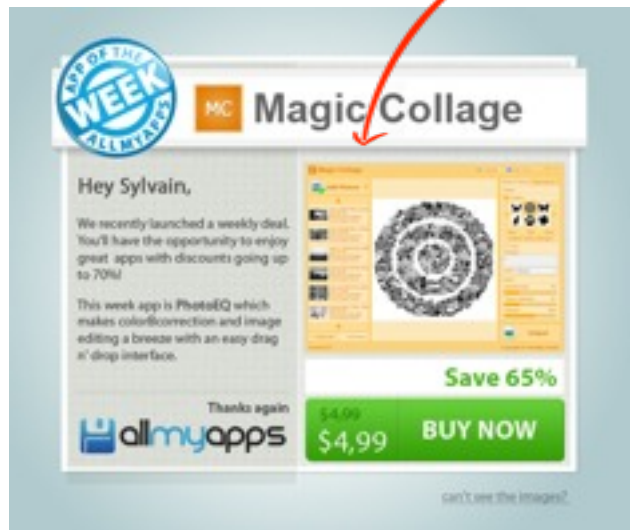 APP OF THE
WEEK
ALLMYAPPS
MC Magic Collage
Hey Sylvain,
We recently launched a weekly deal.
You'll have the opportunity to enjoy
great apps with discounts going up
to 70%!
This week app is PhotoEQ which
makes color8correction and image
editing a breeze with an easy drag
n' drop interface.
Thanks again
allmyapps
Magic Collage
Save 65%
$4,99
$4,99
BUY NOW
can't see the images?